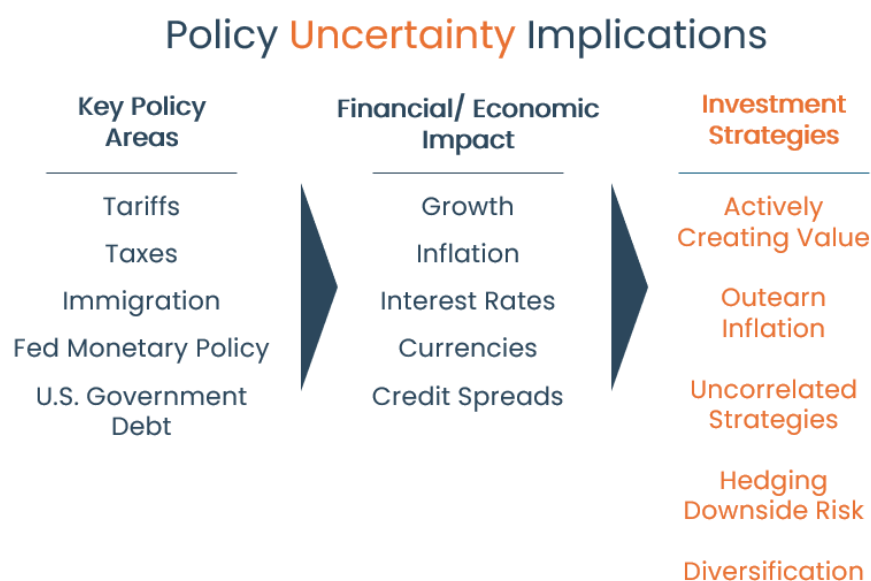 Policy Uncertainty Implications
Key Policy
Areas
Tariffs
Taxes
Immigration
Fed Monetary Policy
U.S. Government
Debt
Financial/ Economic
Impact
Growth
Inflation
Interest Rates
Currencies
Credit Spreads
Investment
Strategies
Actively
Creating Value
Outearn
Inflation
Uncorrelated
Strategies
Hedging
Downside Risk
Diversification